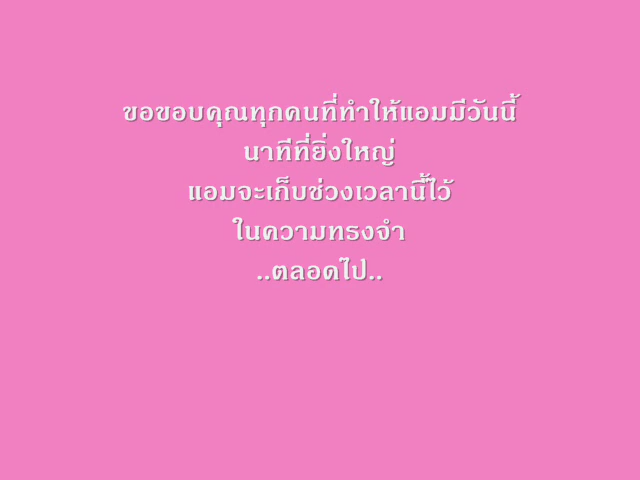 ขอขอบคุณทุกคนที่ทำให้แอมมีวันนี้
นาทีที่ยิ่งใหญ่
แอมจะเก็บช่วงเวลานี้ไว้
ในความทรงจำ
..ตลอดไป..